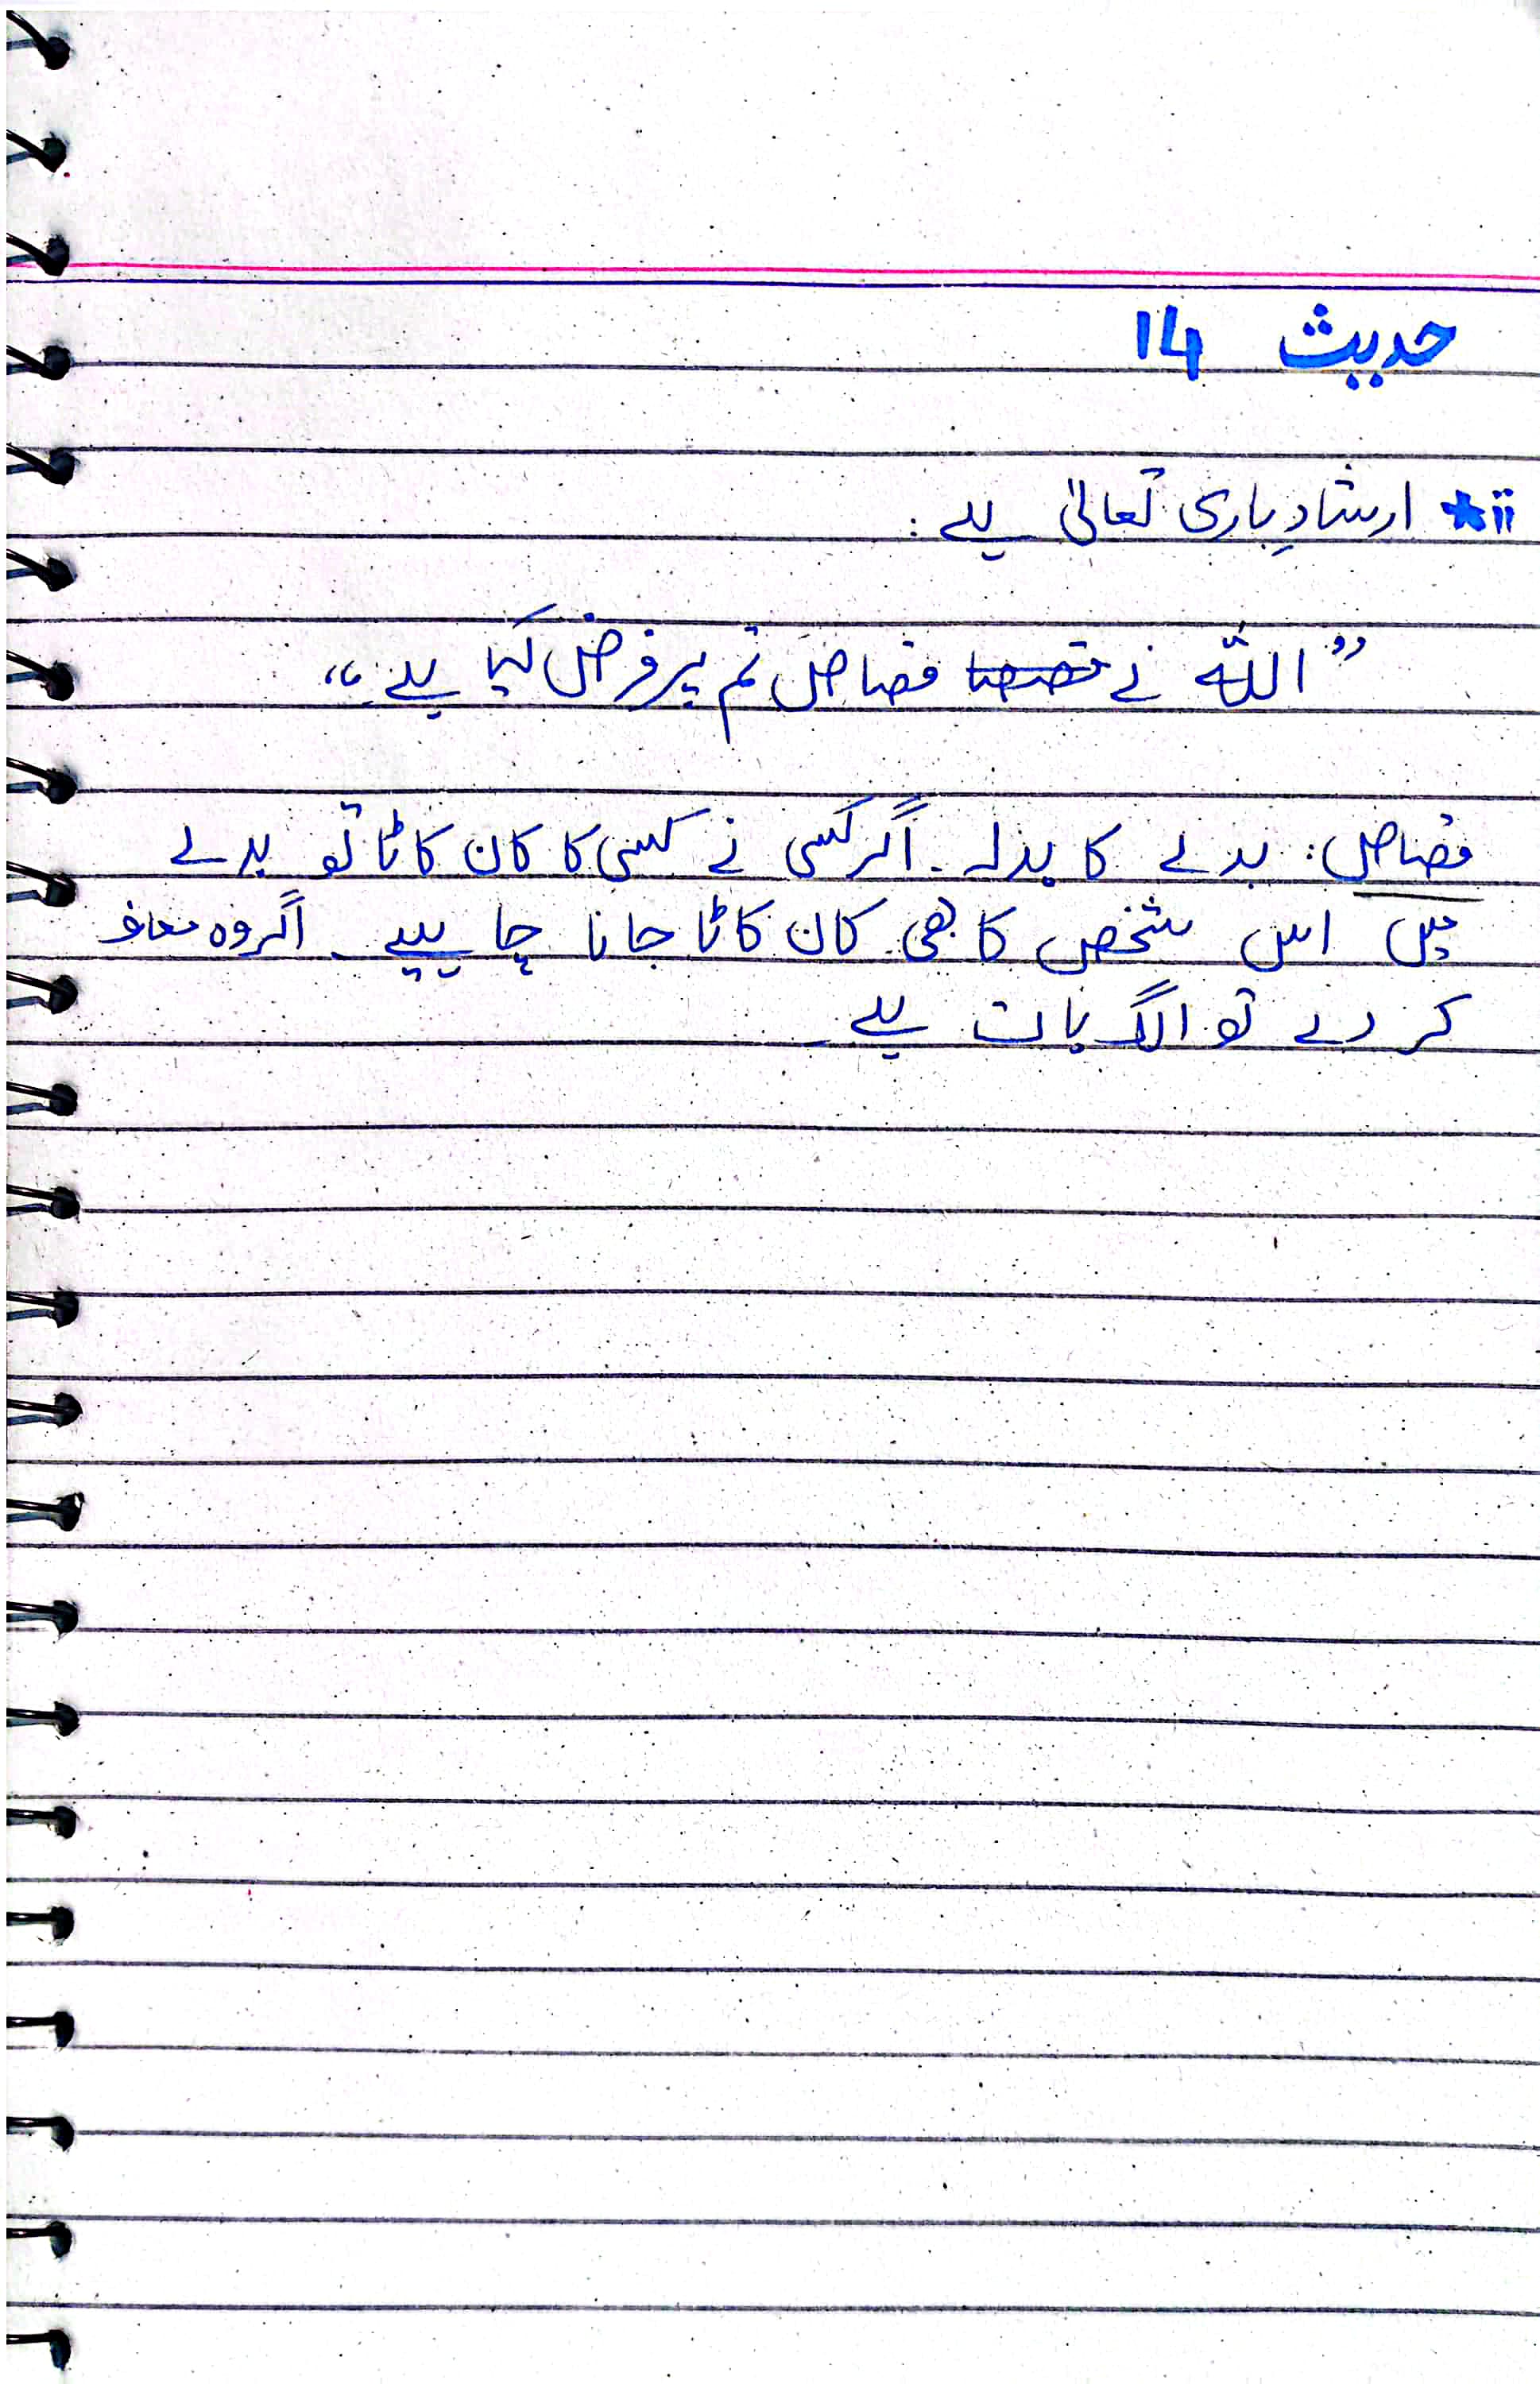 حدیث 14
ii* ارشادِ باری تعالیٰ ہے :
”اللہ نے قصا قصاص تم پر فرض کیا ہے۔“
قصاص: بدلے کا بدلہ۔ اگر کسی نے کسی کا کان کاٹا تو بدلے
میں اس شخص کا بھی کان کاٹا جانا چاہیے۔ اگر وہ معاف
کر دے تو الگ بات ہے۔